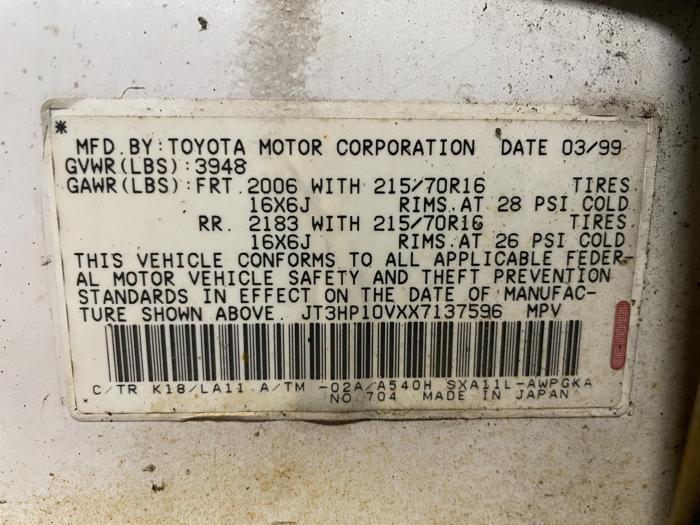 *
MFD.BY:TOYOTA MOTOR CORPORATION DATE 03/99
GVWR(LBS):3948
GAWR(LBS):FRT.2006 WITH 215/70R16 TIRES
16X6J RIMS.AT 28 PSI COLD
RR. 2183 WITH 215/70R16 TIRES
16X6J RIMS.AT 26 PSI COLD
THIS VEHICLE CONFORMS TO ALL APPLICABLE FEDER-
AL MOTOR VEHICLE SAFETY AND THEFT PREVENTION
STANDARDS IN EFFECT ON THE DATE OF MANUFAC-
TURE SHOWN ABOVE. JT3HP10VXX7137596 MPV
C/TR K18/LA11.A/TM -02A/A540H SXA11L-AWPGKA
* NO.704 MADE IN JAPAN